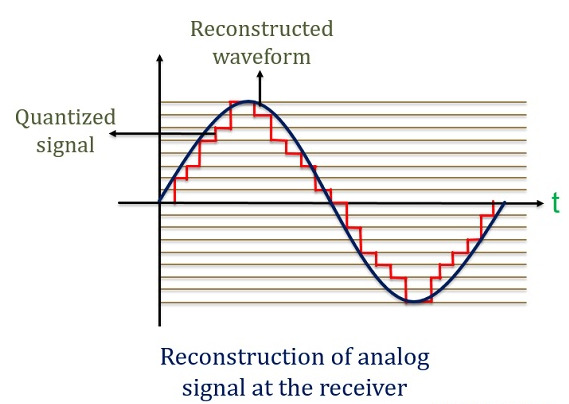 Reconstructed
waveform
Quantized
signal
t
Reconstruction of analog
signal at the receiver